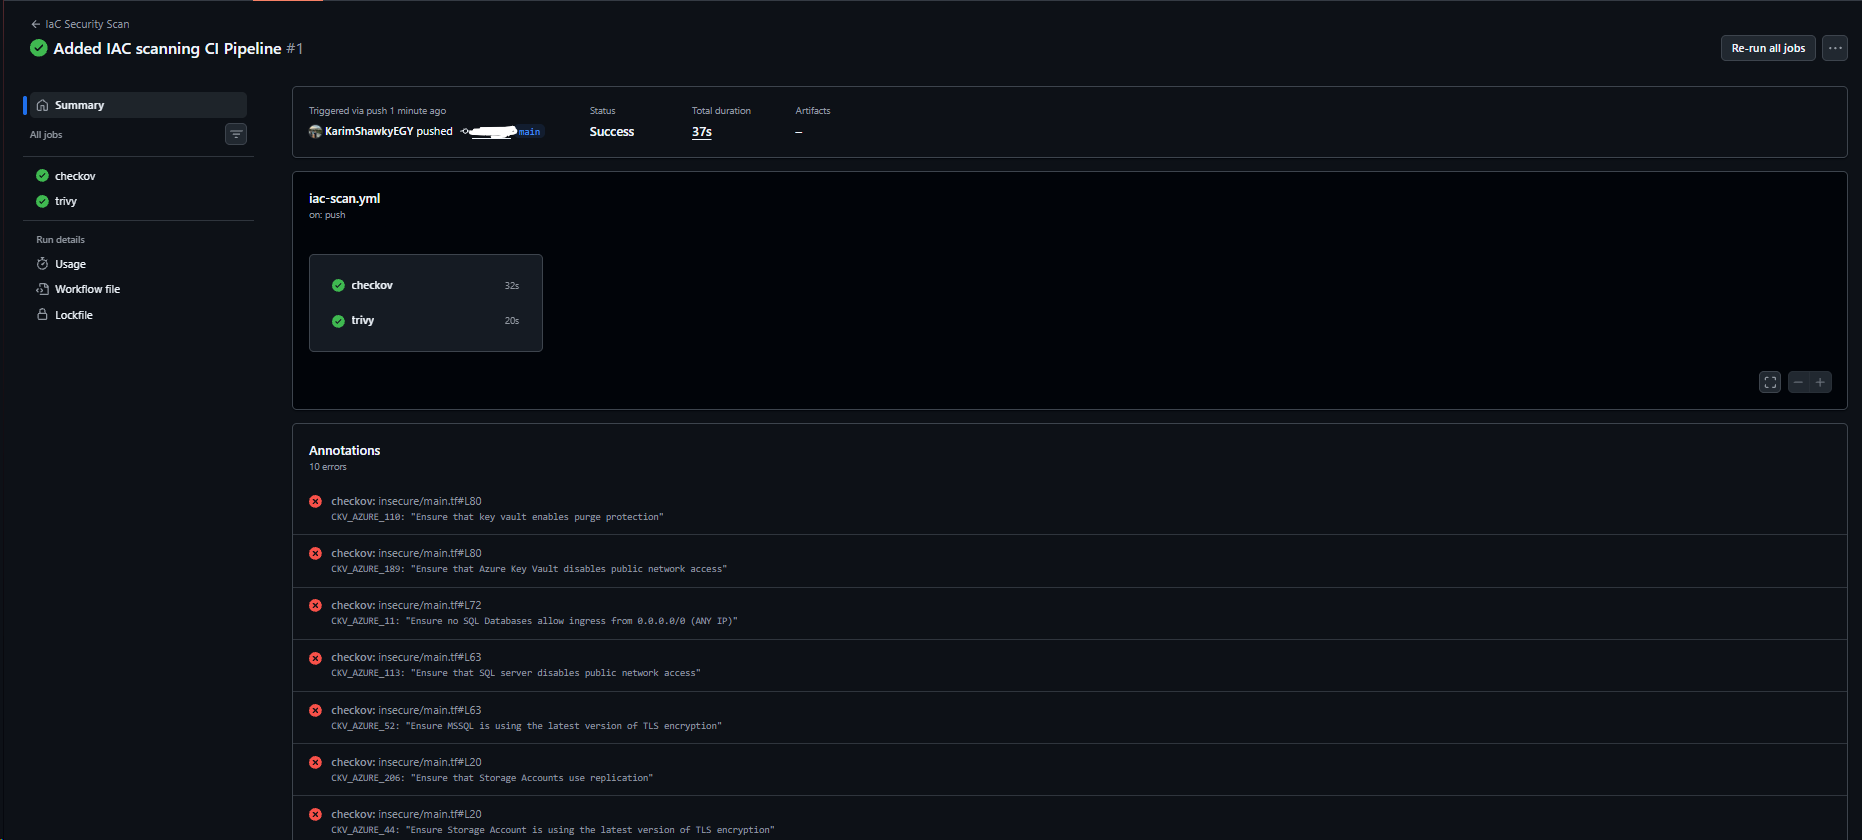 ← IaC Security Scan
Added IAC scanning CI Pipeline #1
Re-run all jobs
Summary
All jobs
checkov
trivy
Run details
Usage
Workflow file
Lockfile
Triggered via push 1 minute ago
KarimShawkyEGY pushed main
Status
Success
Total duration
37s
Artifacts
–
iac-scan.yml
on: push
checkov 32s
trivy 20s
Annotations
10 errors
checkov: insecure/main.tf#L80
CKV_AZURE_110: "Ensure that key vault enables purge protection"
checkov: insecure/main.tf#L80
CKV_AZURE_189: "Ensure that Azure Key Vault disables public network access"
checkov: insecure/main.tf#L72
CKV_AZURE_11: "Ensure no SQL Databases allow ingress from 0.0.0.0/0 (ANY IP)"
checkov: insecure/main.tf#L63
CKV_AZURE_113: "Ensure that SQL server disables public network access"
checkov: insecure/main.tf#L63
CKV_AZURE_52: "Ensure MSSQL is using the latest version of TLS encryption"
checkov: insecure/main.tf#L20
CKV_AZURE_206: "Ensure that Storage Accounts use replication"
checkov: insecure/main.tf#L20
CKV_AZURE_44: "Ensure Storage Account is using the latest version of TLS encryption"